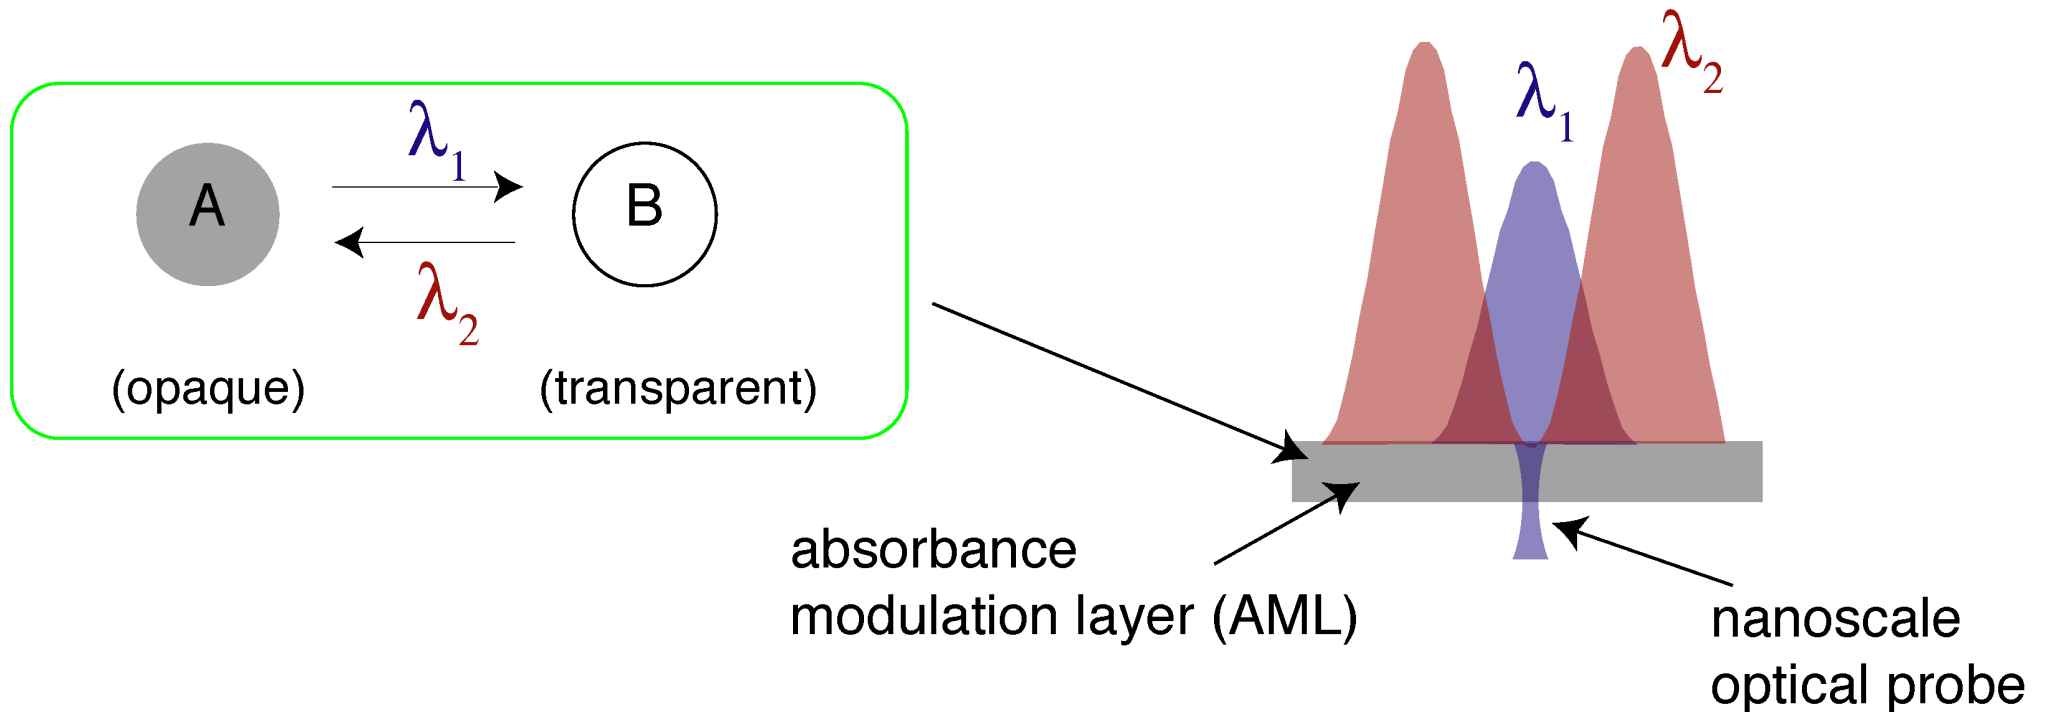 λ1
A
B
λ2
(opaque)
(transparent)
λ2
λ1
absorbance
modulation layer (AML)
nanoscale
optical probe